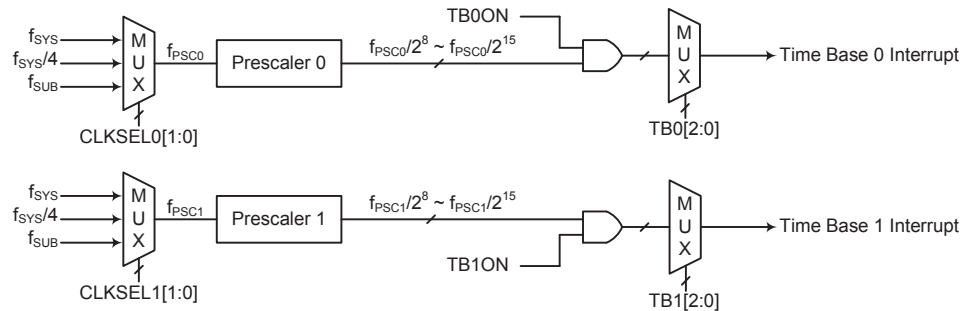 TB0ON
fSYS
fSYS/4
fSUB
M
U
X
fPSC0
Prescaler 0
fPSC0/2^8 ~ fPSC0/2^15
M
U
X
Time Base 0 Interrupt
CLKSEL0[1:0]
TB0[2:0]
fSYS
fSYS/4
fSUB
M
U
X
fPSC1
Prescaler 1
fPSC1/2^8 ~ fPSC1/2^15
M
U
X
Time Base 1 Interrupt
TB1ON
CLKSEL1[1:0]
TB1[2:0]